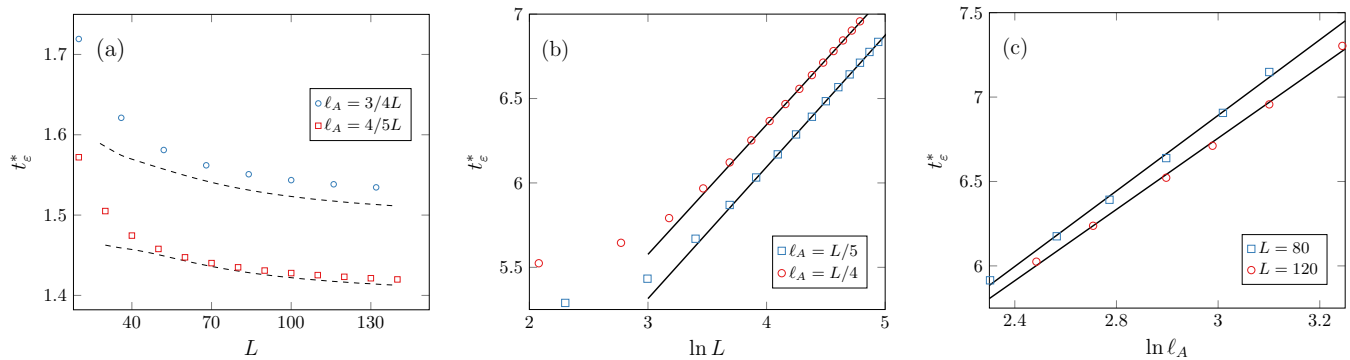 (a)
1.7
1.6
1.5
1.4
t*ε
40
70
100
130
L
ℓA = 3/4L
ℓA = 4/5L
(b)
7
6.5
6
5.5
t*ε
2
3
4
5
ln L
ℓA = L/5
ℓA = L/4
(c)
7.5
7
6.5
6
t*ε
2.4
2.6
2.8
3
3.2
ln ℓA
L = 80
L = 120